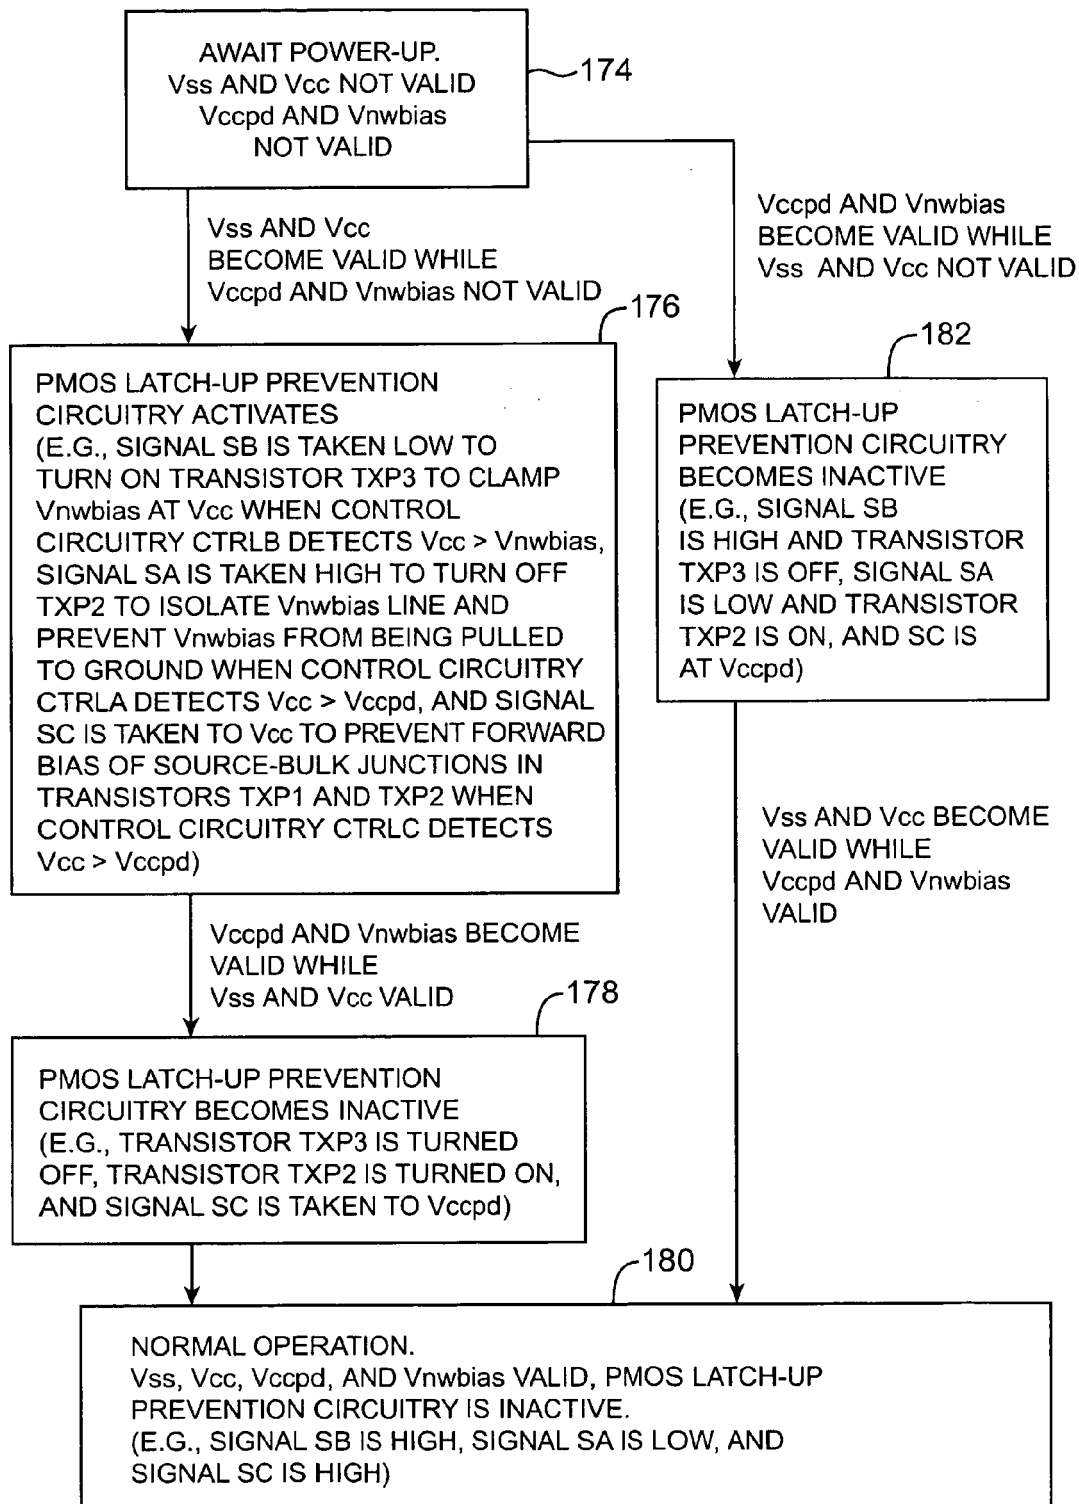 AWAIT POWER-UP.
Vss AND Vcc NOT VALID
Vccpd AND Vnwbias
NOT VALID
174
Vss AND Vcc
BECOME VALID WHILE
Vccpd AND Vnwbias NOT VALID
Vccpd AND Vnwbias
BECOME VALID WHILE
Vss AND Vcc NOT VALID
176
PMOS LATCH-UP PREVENTION
CIRCUITRY ACTIVATES
(E.G., SIGNAL SB IS TAKEN LOW TO
TURN ON TRANSISTOR TXP3 TO CLAMP
Vnwbias AT Vcc WHEN CONTROL
CIRCUITRY CTRLB DETECTS Vcc > Vnwbias,
SIGNAL SA IS TAKEN HIGH TO TURN OFF
TXP2 TO ISOLATE Vnwbias LINE AND
PREVENT Vnwbias FROM BEING PULLED
TO GROUND WHEN CONTROL CIRCUITRY
CTRLA DETECTS Vcc > Vccpd, AND SIGNAL
SC IS TAKEN TO Vcc TO PREVENT FORWARD
BIAS OF SOURCE-BULK JUNCTIONS IN
TRANSISTORS TXP1 AND TXP2 WHEN
CONTROL CIRCUITRY CTRLC DETECTS
Vcc > Vccpd)
182
PMOS LATCH-UP
PREVENTION CIRCUITRY
BECOMES INACTIVE
(E.G., SIGNAL SB
IS HIGH AND TRANSISTOR
TXP3 IS OFF, SIGNAL SA
IS LOW AND TRANSISTOR
TXP2 IS ON, AND SC IS
AT Vccpd)
Vccpd AND Vnwbias BECOME
VALID WHILE
Vss AND Vcc VALID
Vss AND Vcc BECOME
VALID WHILE
Vccpd AND Vnwbias
VALID
178
PMOS LATCH-UP PREVENTION
CIRCUITRY BECOMES INACTIVE
(E.G., TRANSISTOR TXP3 IS TURNED
OFF, TRANSISTOR TXP2 IS TURNED ON,
AND SIGNAL SC IS TAKEN TO Vccpd)
180
NORMAL OPERATION.
Vss, Vcc, Vccpd, AND Vnwbias VALID, PMOS LATCH-UP
PREVENTION CIRCUITRY IS INACTIVE.
(E.G., SIGNAL SB IS HIGH, SIGNAL SA IS LOW, AND
SIGNAL SC IS HIGH)